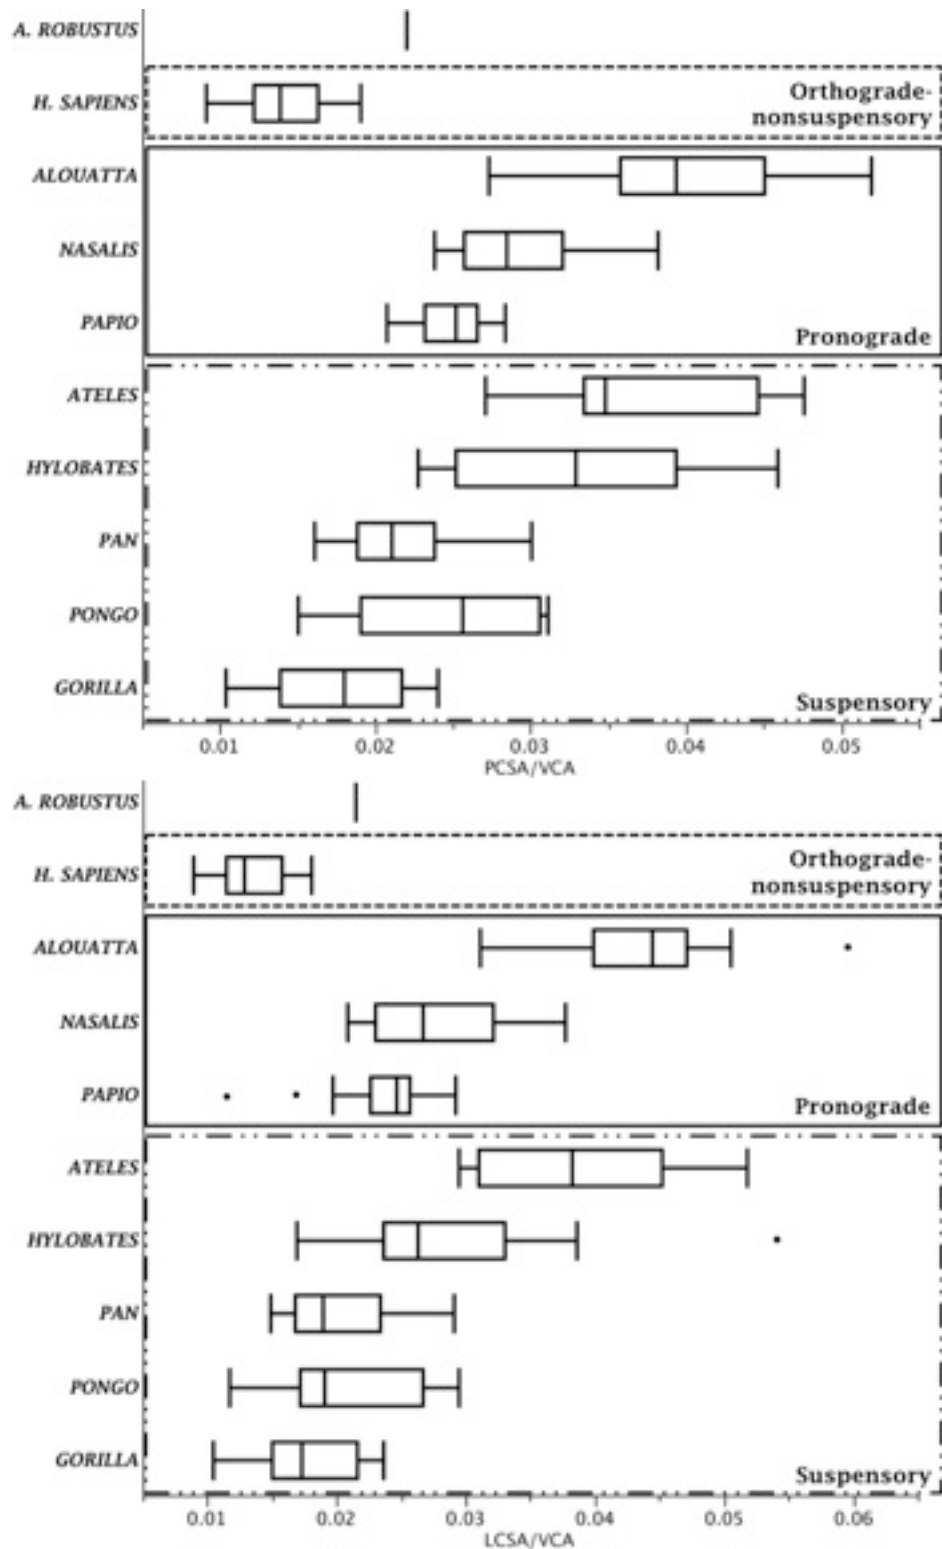 A. ROBUSTUS
H. SAPIENS
Orthograde-
nonsuspensory
ALOUATTA
NASALIS
PAPIO
Pronograde
ATELES
HYLOBATES
PAN
PONGO
GORILLA
Suspensory
0.01 0.02 0.03 0.04 0.05
PCSA/VCA
A. ROBUSTUS
H. SAPIENS
Orthograde-
nonsuspensory
ALOUATTA
NASALIS
PAPIO
Pronograde
ATELES
HYLOBATES
PAN
PONGO
GORILLA
Suspensory
0.01 0.02 0.03 0.04 0.05 0.06
LCSA/VCA